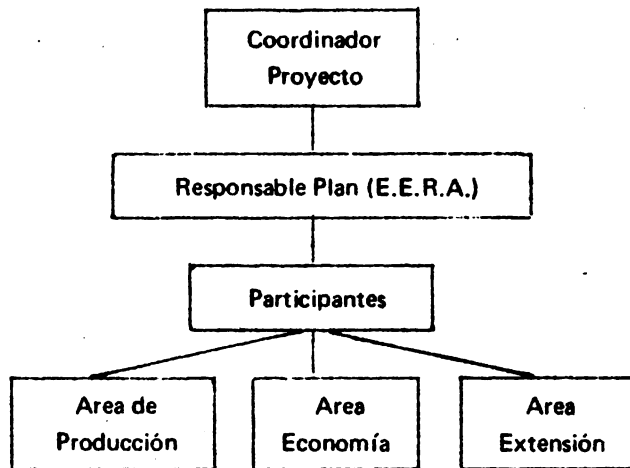 Coordinador
Proyecto
Responsable Plan (E.E.R.A.)
Participantes
Area de
Producción
Area
Economía
Area
Extensión